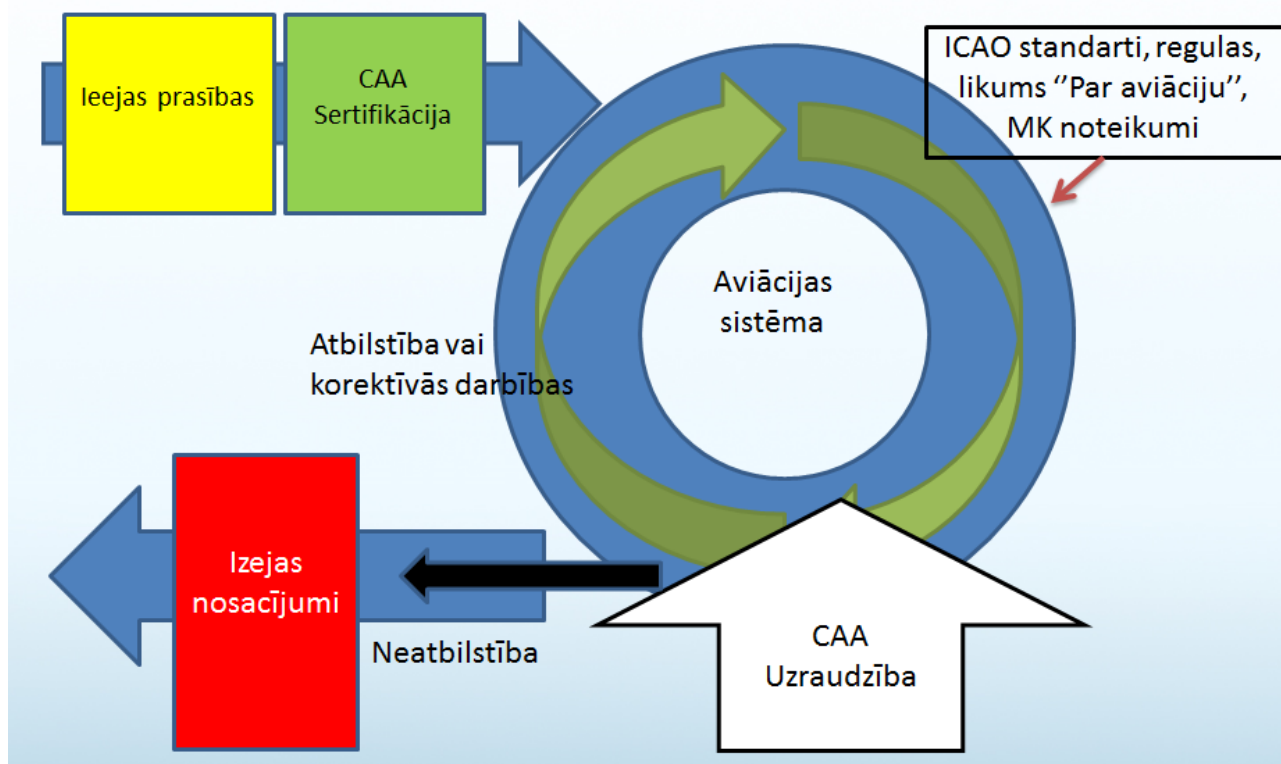 Ieejas prasības
CAA
Sertifikācija
ICAO standarti, regulas,
likums ‘‘Par aviāciju’’,
MK noteikumi
Aviācijas
sistēma
Atbilstība vai
korektīvās darbības
Izejas
nosacījumi
Neatbilstība
CAA
Uzraudzība